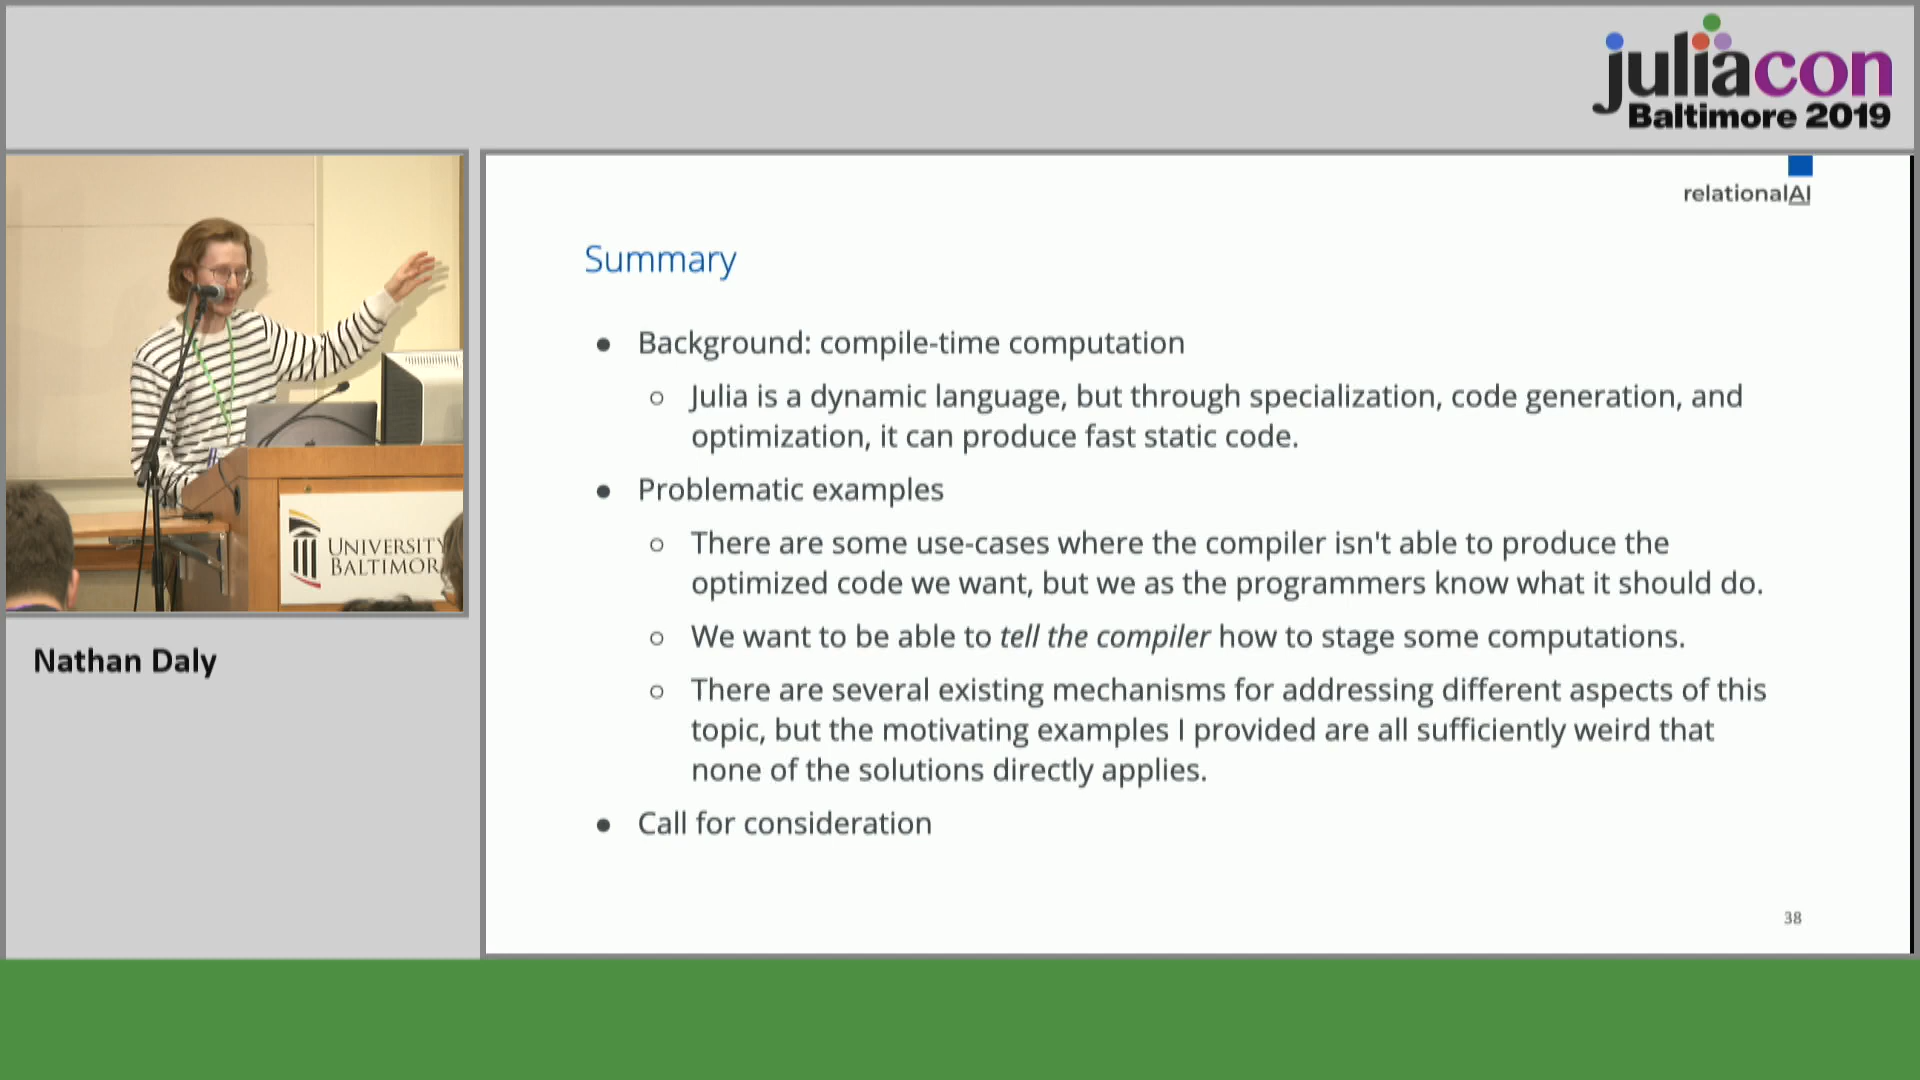 juliacon
Baltimore 2019
relationalAI
Summary
● Background: compile-time computation
○ Julia is a dynamic language, but through specialization, code generation, and
optimization, it can produce fast static code.
● Problematic examples
○ There are some use-cases where the compiler isn't able to produce the
optimized code we want, but we as the programmers know what it should do.
○ We want to be able to tell the compiler how to stage some computations.
○ There are several existing mechanisms for addressing different aspects of this
topic, but the motivating examples I provided are all sufficiently weird that
none of the solutions directly applies.
● Call for consideration
38
UNIVERSITY
BALTIMOR
Nathan Daly